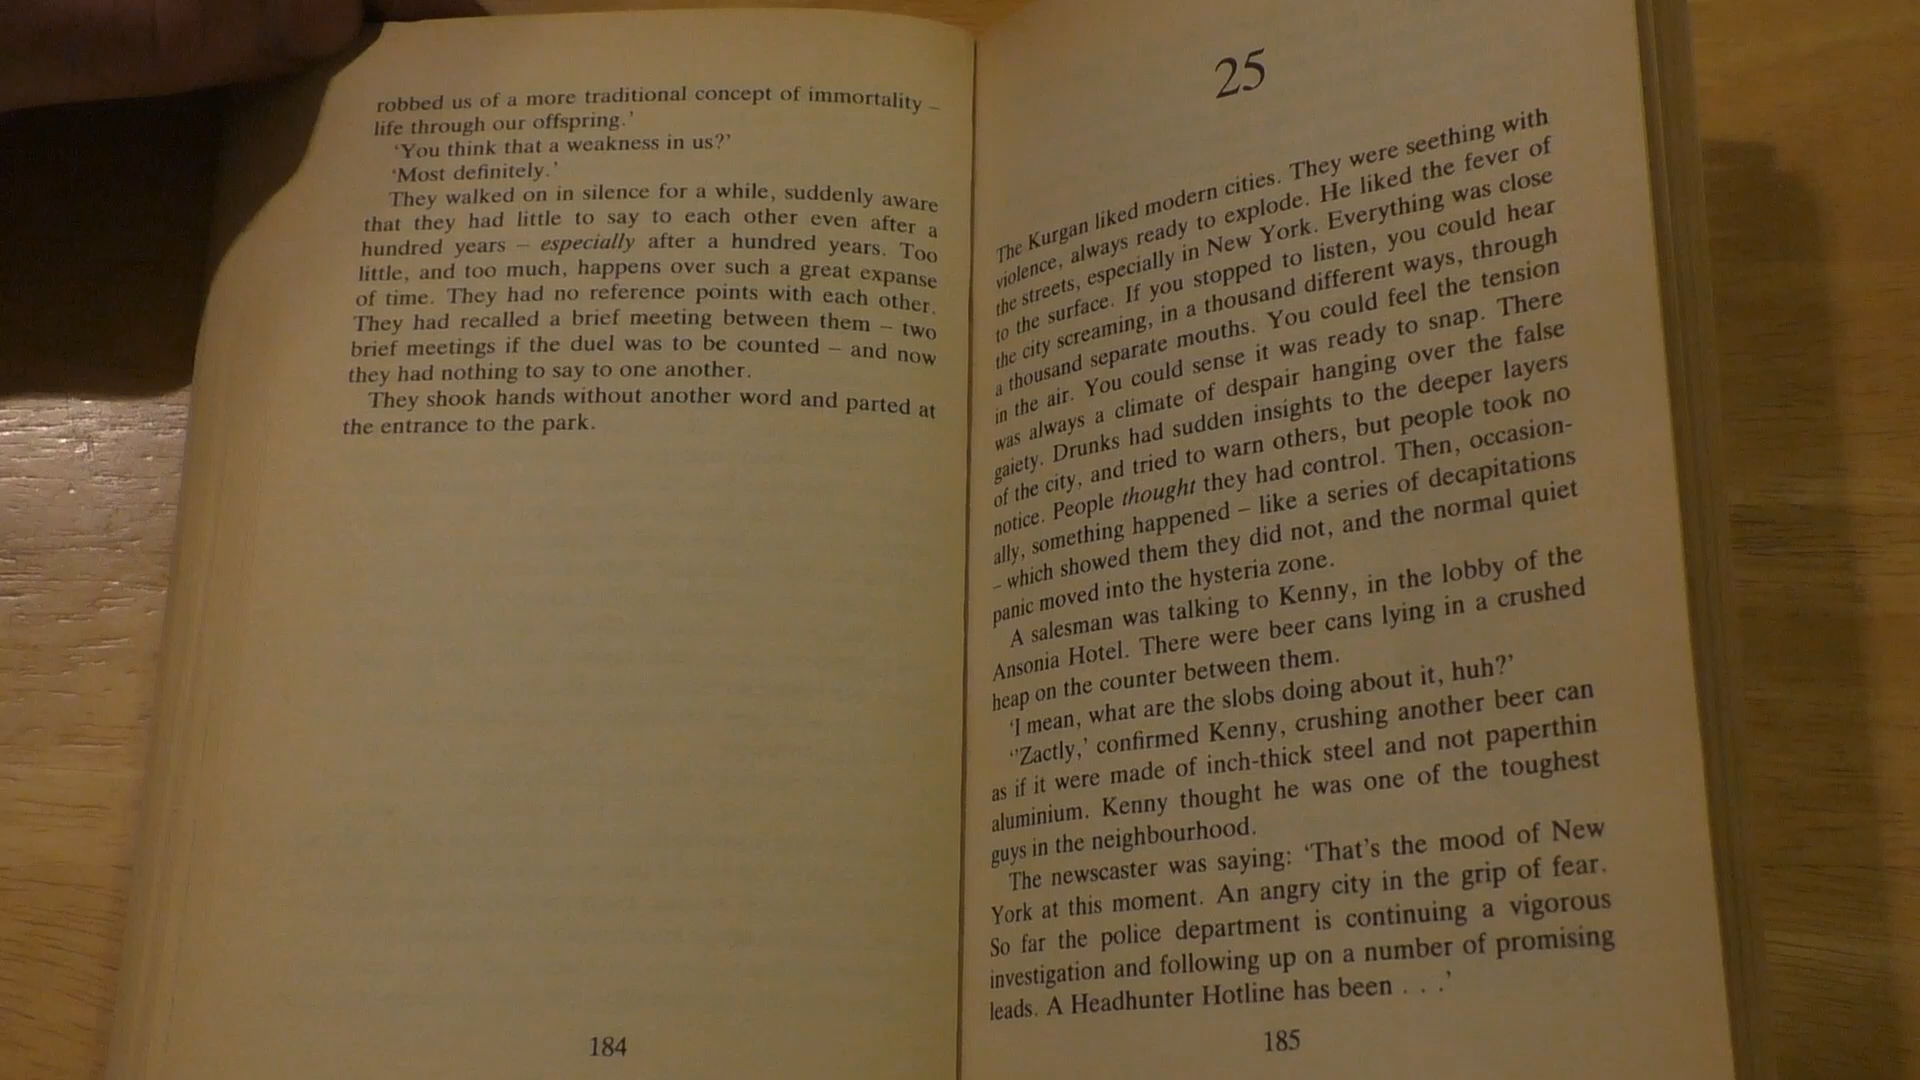 robbed us of a more traditional concept of immortality –
life through our offspring.'
'You think that a weakness in us?'
'Most definitely.'
They walked on in silence for a while, suddenly aware
that they had little to say to each other even after a
hundred years – especially after a hundred years. Too
little, and too much, happens over such a great expanse
of time. They had no reference points with each other.
They had recalled a brief meeting between them – two
brief meetings if the duel was to be counted – and now
they had nothing to say to one another.
They shook hands without another word and parted at
the entrance to the park.
184
25
The Kurgan liked modern cities. They were seething with
violence, always ready to explode. He liked the fever of
the streets, especially in New York. Everything was close
to the surface. If you stopped to listen, you could hear
the city screaming, in a thousand different ways, through
a thousand separate mouths. You could feel the tension
in the air. You could sense it was ready to snap. There
was always a climate of despair hanging over the false
gaiety. Drunks had sudden insights to the deeper layers
of the city, and tried to warn others, but people took no
notice. People thought they had control. Then, occasion-
ally, something happened – like a series of decapitations
– which showed them they did not, and the normal quiet
panic moved into the hysteria zone.
A salesman was talking to Kenny, in the lobby of the
Ansonia Hotel. There were beer cans lying in a crushed
heap on the counter between them.
'I mean, what are the slobs doing about it, huh?'
''Zactly,' confirmed Kenny, crushing another beer can
as if it were made of inch-thick steel and not paperthin
aluminium. Kenny thought he was one of the toughest
guys in the neighbourhood.
The newscaster was saying: 'That's the mood of New
York at this moment. An angry city in the grip of fear.
So far the police department is continuing a vigorous
investigation and following up on a number of promising
leads. A Headhunter Hotline has been . . .'
185